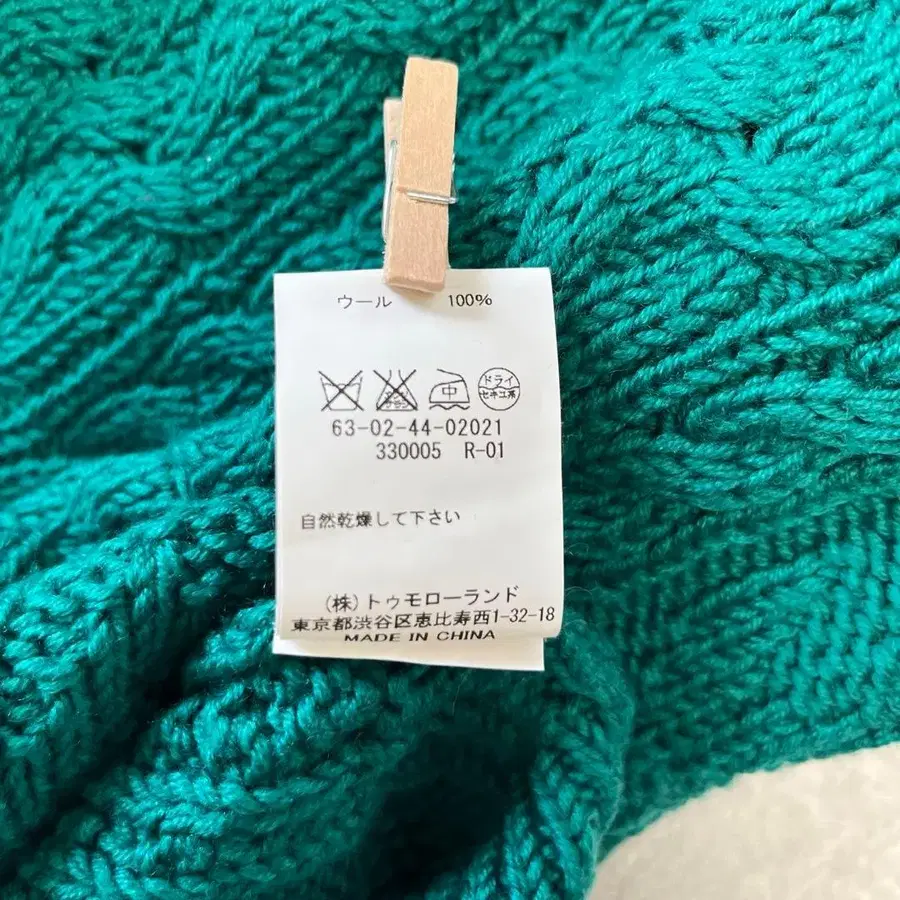 ウール 100%
中 ドライ
セキユ系
63-02-44-02021
330005 R-01
自然乾燥して下さい
(株)トゥモローランド
東京都渋谷区恵比寿西1-32-18
MADE IN CHINA